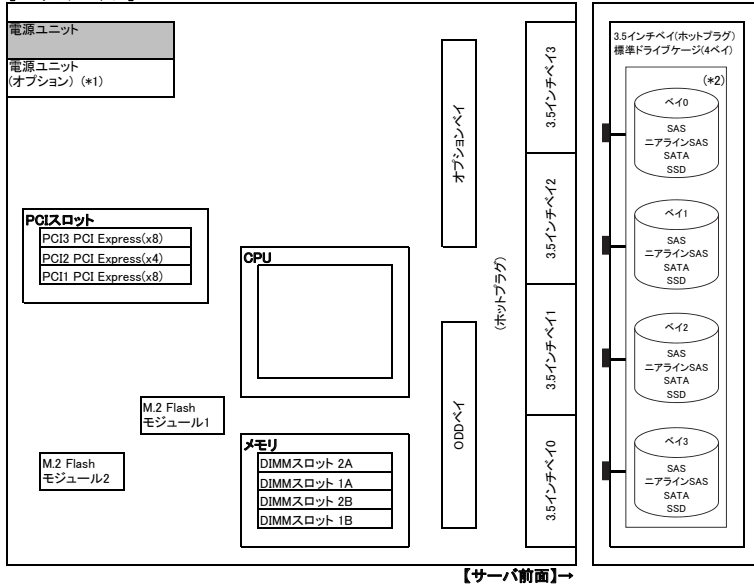 電源ユニット
電源ユニット
(オプション) (*1)
PCIスロット
PCI3 PCI Express(x8)
PCI2 PCI Express(x4)
PCI1 PCI Express(x8)
CPU
M.2 Flash
モジュール1
M.2 Flash
モジュール2
メモリ
DIMMスロット 2A
DIMMスロット 1A
DIMMスロット 2B
DIMMスロット 1B
オプションベイ
ODDベイ
(ホットプラグ)
3.5インチベイ3
3.5インチベイ2
3.5インチベイ1
3.5インチベイ0
【サーバ前面】→
3.5インチベイ(ホットプラグ)
標準ドライブケージ(4ベイ)
(*2)
ベイ0
SAS
ニアラインSAS
SATA
SSD
ベイ1
SAS
ニアラインSAS
SATA
SSD
ベイ2
SAS
ニアラインSAS
SATA
SSD
ベイ3
SAS
ニアラインSAS
SATA
SSD